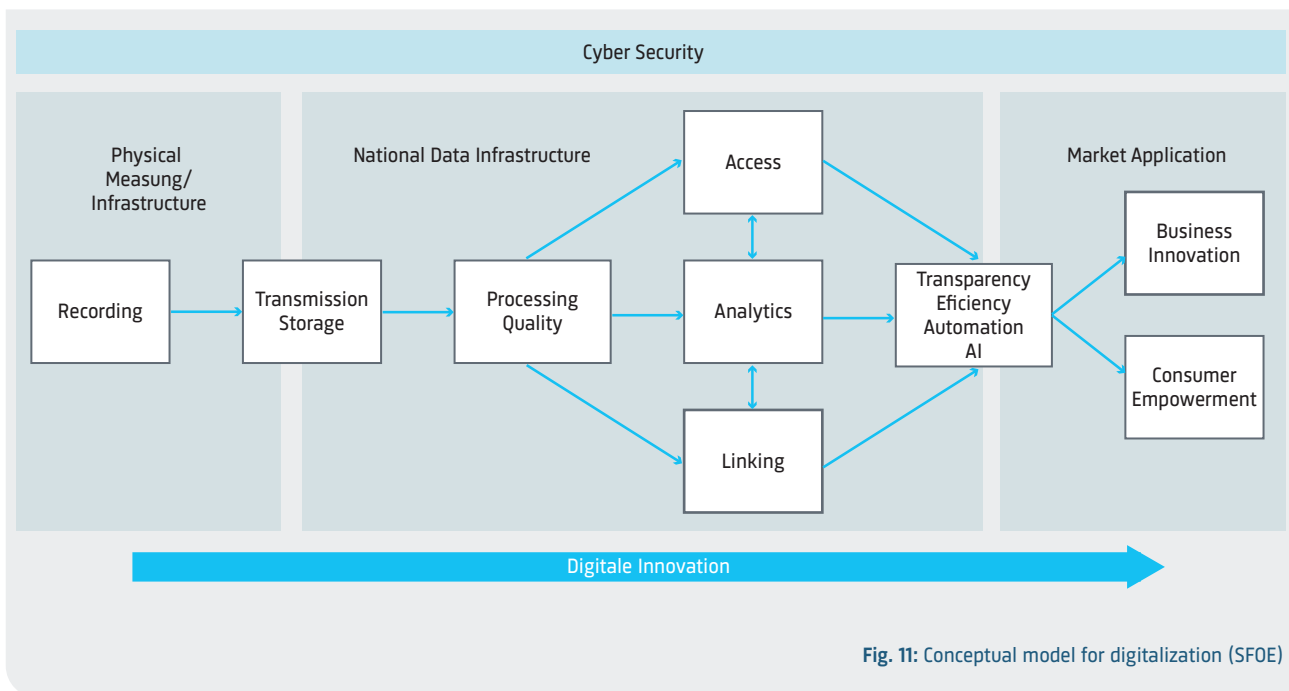 Cyber Security
Physical
Measung/
Infrastructure
National Data Infrastructure
Market Application
Recording
Transmission
Storage
Processing
Quality
Access
Analytics
Linking
Transparency
Eficiency
Automation
AI
Business
Innovation
Consumer
Empowerment
Digitale Innovation
Fig. 11: Conceptual model for digitalization (SFOE)